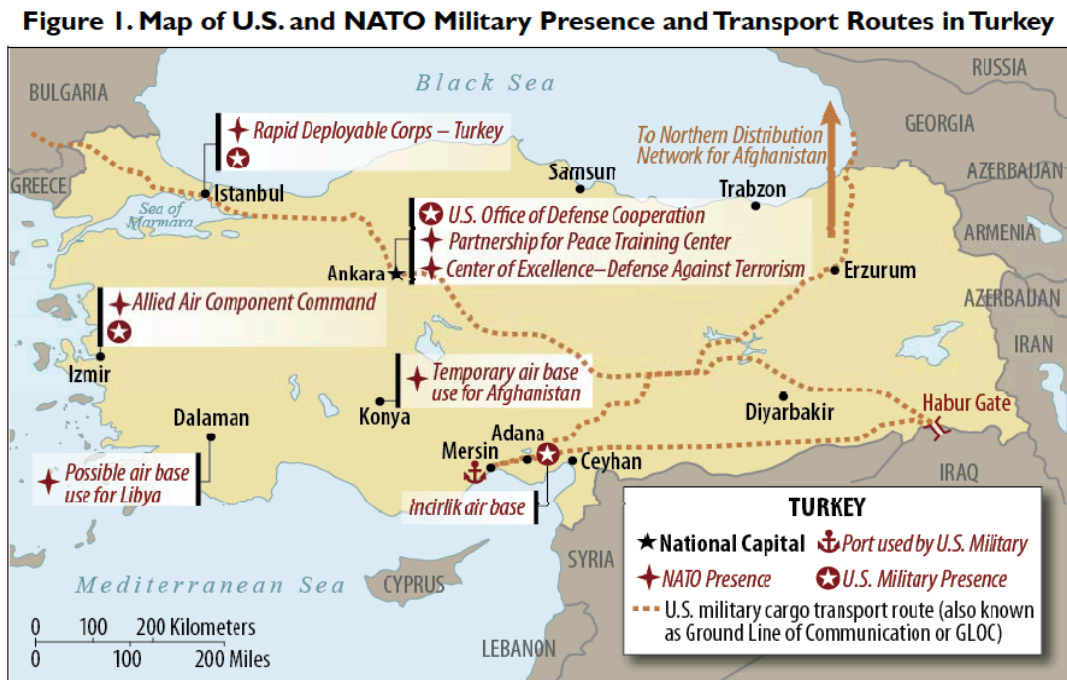 Figure 1. Map of U.S. and NATO Military Presence and Transport Routes in Turkey
BULGARIA
Black Sea
RUSSIA
Rapid Deployable Corps – Turkey
To Northern Distribution
Network for Afghanistan
GEORGIA
GREECE
Istanbul
Samsun
Trabzon
AZERBAIJAN
Sea of
Marmara
U.S. Office of Defense Cooperation
Partnership for Peace Training Center
Center of Excellence–Defense Against Terrorism
ARMENIA
Ankara
Erzurum
Allied Air Component Command
AZERBAIJAN
IRAN
Izmir
Temporary air base
use for Afghanistan
Konya
Diyarbakir
Habur Gate
Dalaman
Adana
Mersin
Ceyhan
Possible air base
use for Libya
Incirlik air base
IRAQ
SYRIA
Mediterranean Sea
CYPRUS
LEBANON
0 100 200 Kilometers
0 100 200 Miles
TURKEY
National Capital
Port used by U.S. Military
NATO Presence
U.S. Military Presence
U.S. military cargo transport route (also known
as Ground Line of Communication or GLOC)